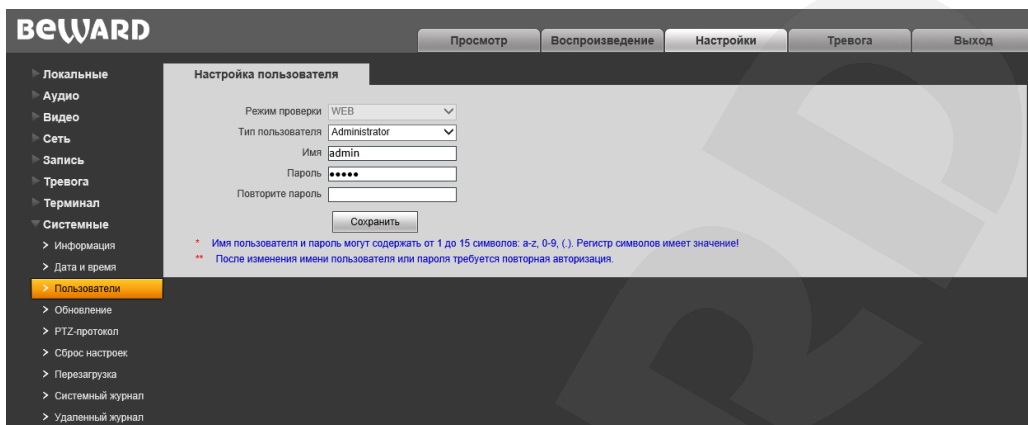 BEWARD
Просмотр Воспроизведение Настройки Тревога Выход
Локальные
Аудио
Видео
Сеть
Запись
Тревога
Терминал
Системные
Информация
Дата и время
Пользователи
Обновление
PTZ-протокол
Сброс настроек
Перезагрузка
Системный журнал
Удаленный журнал
Настройка пользователя
Режим проверки WEB
Тип пользователя Administrator
Имя admin
Пароль •••••
Повторите пароль
Сохранить
* Имя пользователя и пароль могут содержать от 1 до 15 символов: a-z, 0-9, (.). Регистр символов имеет значение!
** После изменения имени пользователя или пароля требуется повторная авторизация.